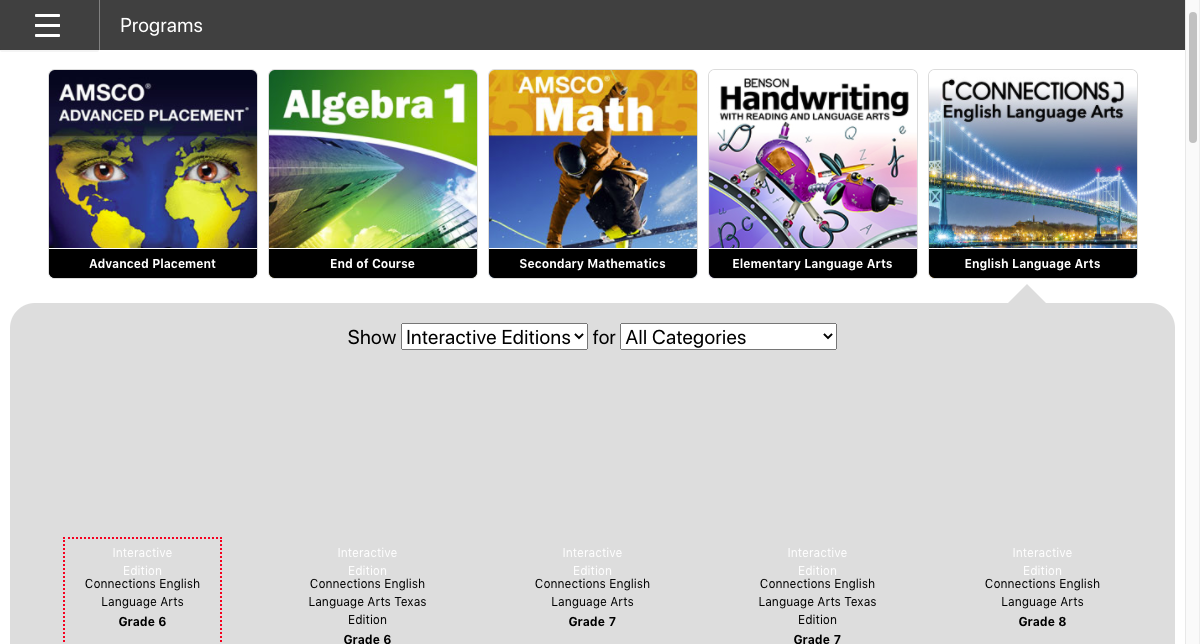 Programs
AMSCO®
ADVANCED PLACEMENT
Advanced Placement
Algebra 1
End of Course
AMSCO®
Math
Secondary Mathematics
BENSON
Handwriting
WITH READING AND LANGUAGE ARTS
Elementary Language Arts
CONNECTIONS
English Language Arts
English Language Arts
Show Interactive Editions for All Categories
Interactive
Edition
Connections English
Language Arts
Grade 6
Interactive
Edition
Connections English
Language Arts Texas
Edition
Grade 6
Interactive
Edition
Connections English
Language Arts
Grade 7
Interactive
Edition
Connections English
Language Arts Texas
Edition
Grade 7
Interactive
Edition
Connections English
Language Arts
Grade 8